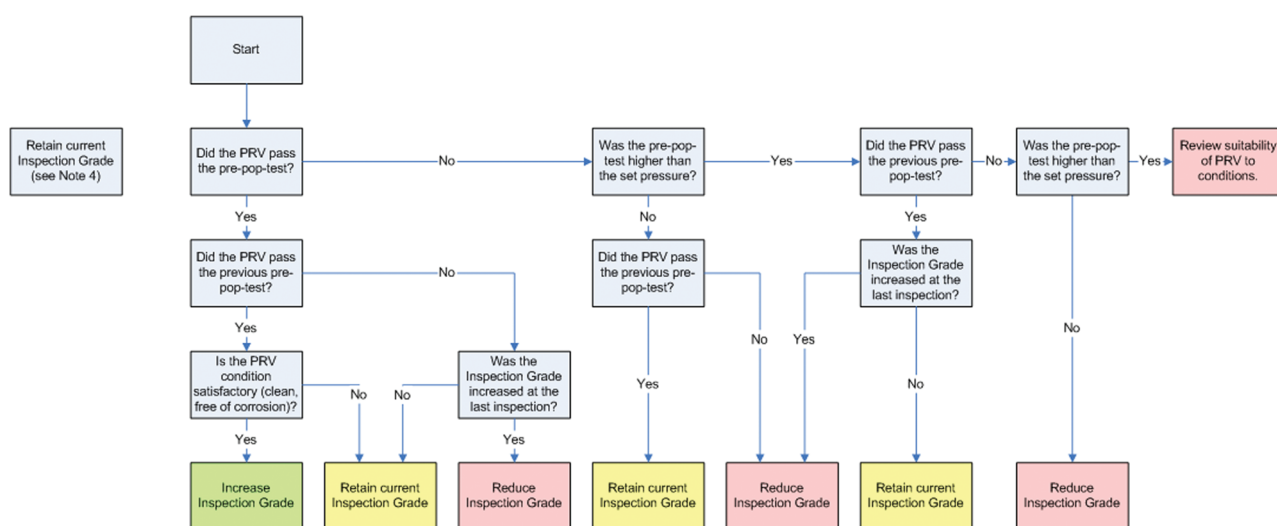 Start
Retain current
Inspection Grade
(see Note 4)
Did the PRV pass
the pre-pop-test?
No
Was the pre-pop-
test higher than
the set pressure?
Yes
Did the PRV pass
the previous pre-
pop-test?
No
Was the pre-pop-
test higher than
the set pressure?
Yes
Review suitability
of PRV to
conditions.
Yes
No
Yes
Did the PRV pass
the previous pre-
pop-test?
No
Did the PRV pass
the previous pre-
pop-test?
Was the
Inspection Grade
increased at the
last inspection?
Yes
No
Yes
No
Is the PRV
condition
satisfactory (clean,
free of corrosion)?
No
No
Was the
Inspection Grade
increased at the
last inspection?
Yes
No
Yes
Yes
Increase
Inspection Grade
Retain current
Inspection Grade
Reduce
Inspection Grade
Retain current
Inspection Grade
Reduce
Inspection Grade
Retain current
Inspection Grade
Reduce
Inspection Grade